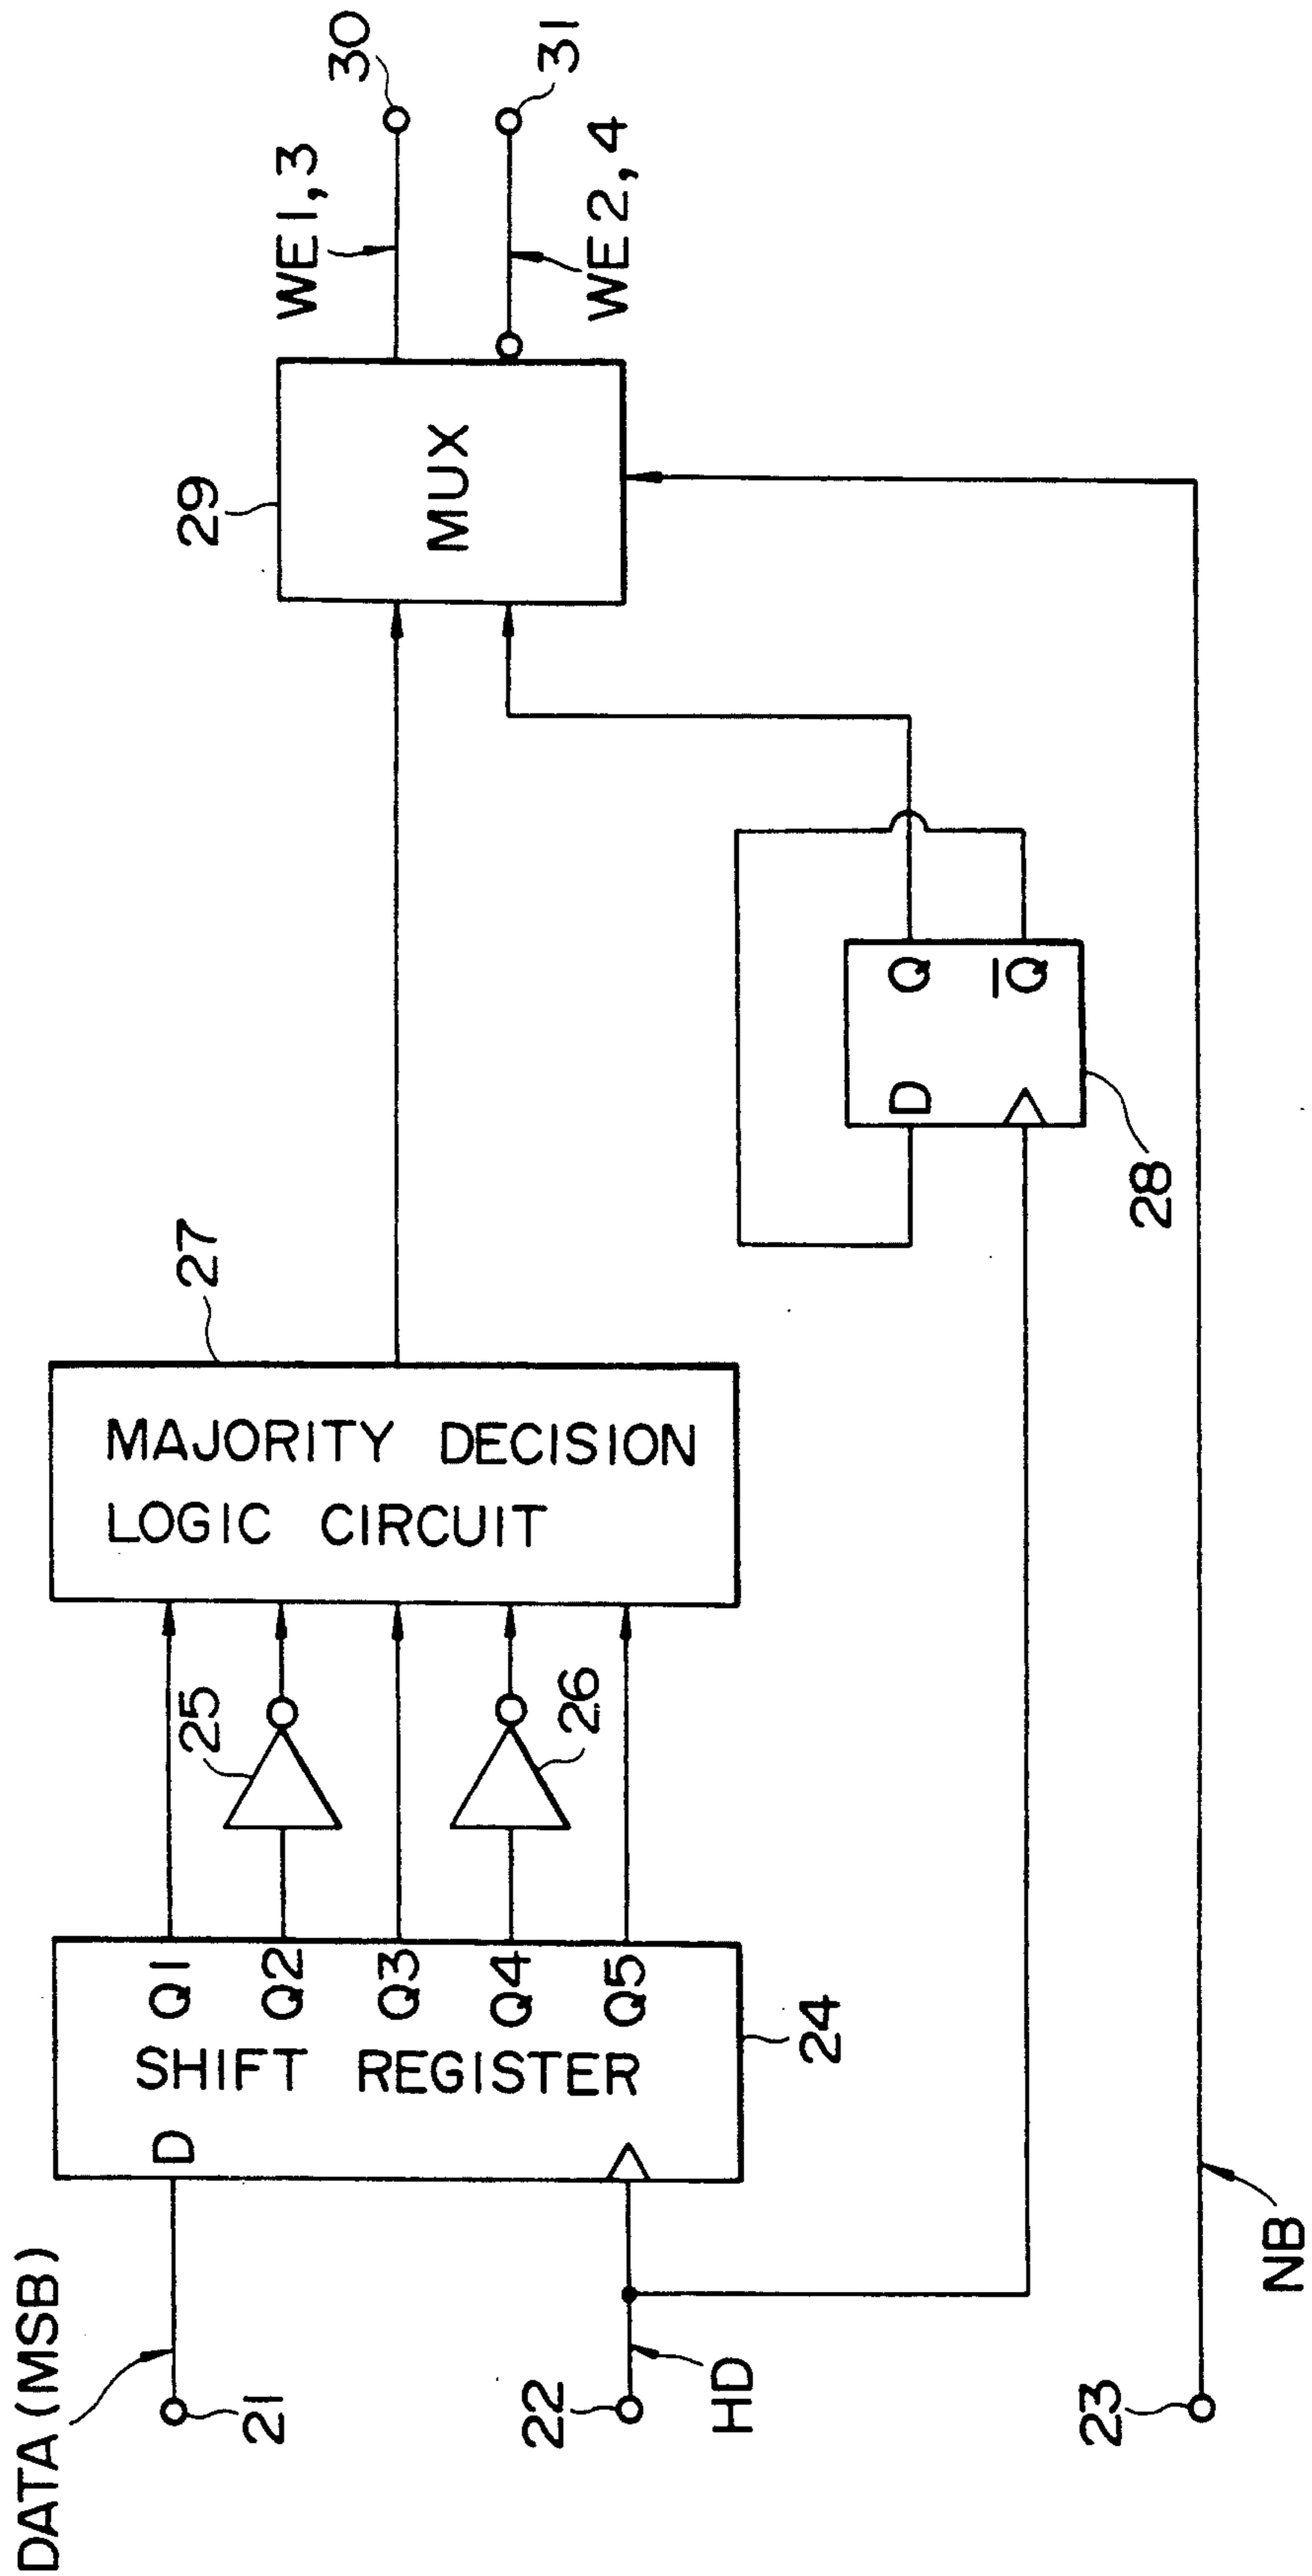 DATA (MSB)
21
22
HD
23
NB
D
SHIFT REGISTER
Q1
Q2
Q3
Q4
Q5
24
25
26
MAJORITY DECISION
LOGIC CIRCUIT
27
D
Q
Q̅
28
MUX
29
WE1,3
30
WE2,4
31